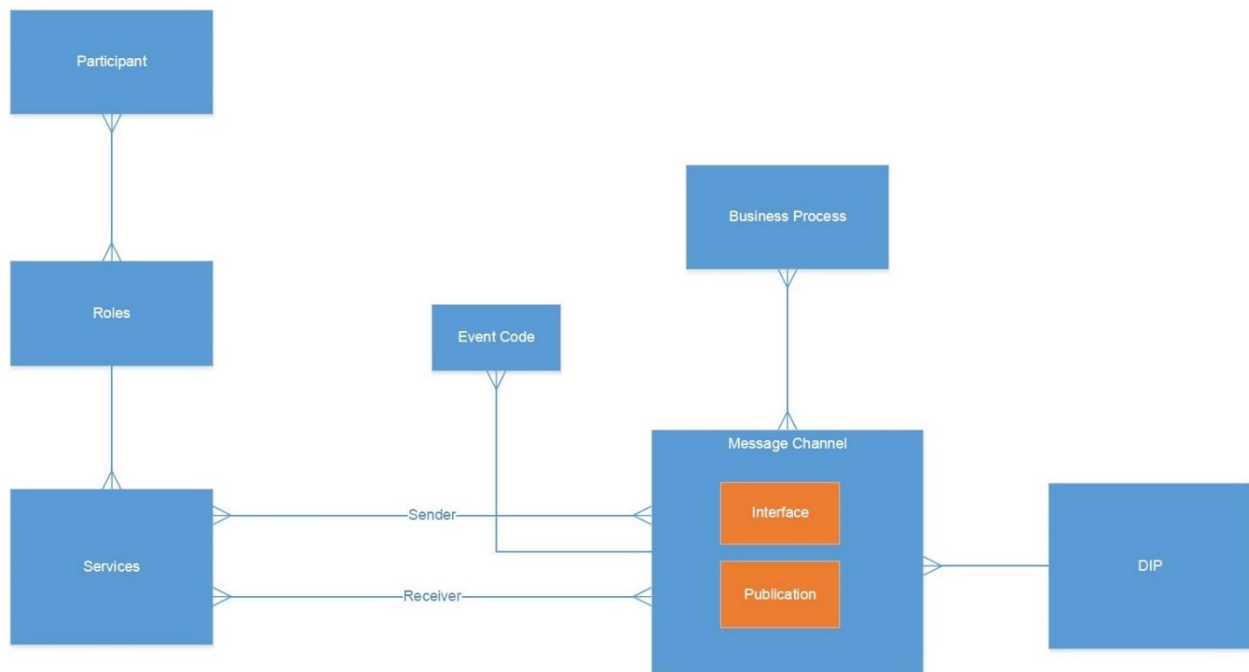 Participant
Business Process
Roles
Event Code
Message Channel
Interface
Sender
Services
DIP
Receiver
Publication